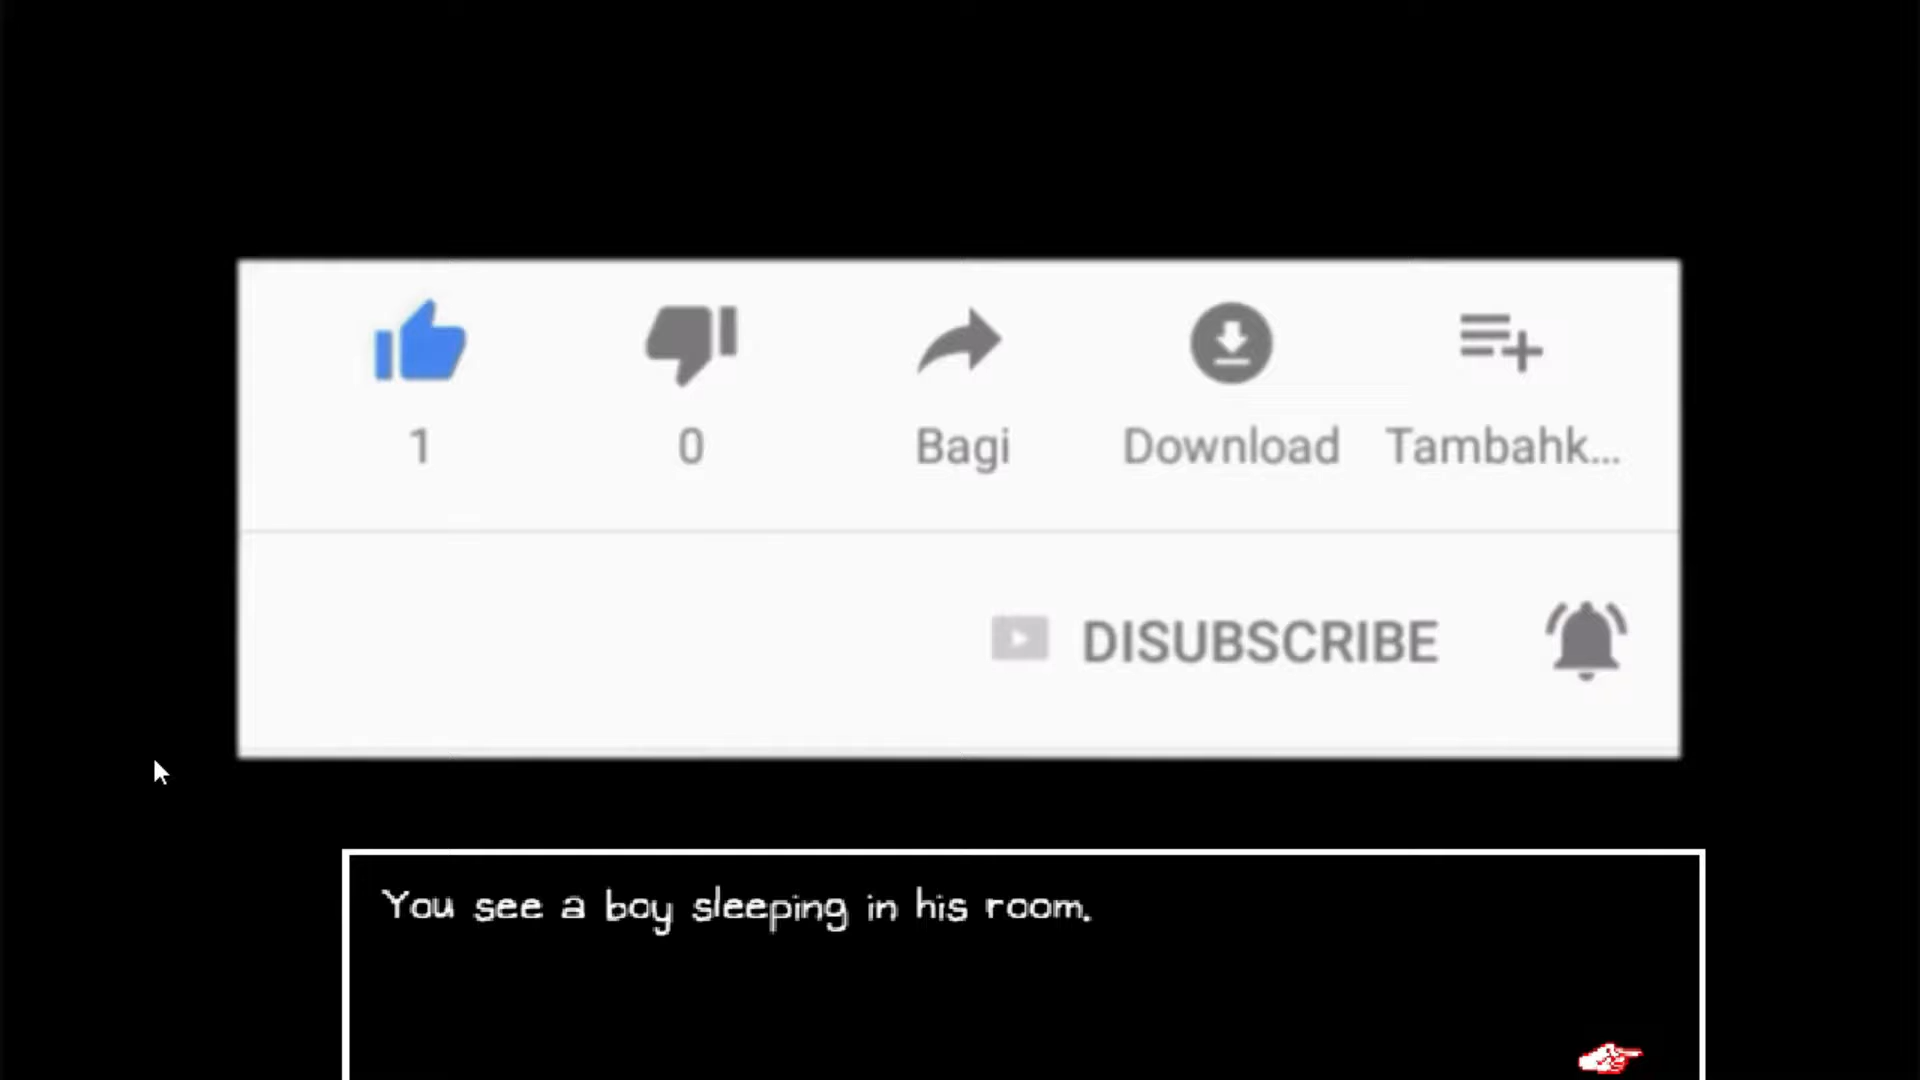 1 0 Bagi Download Tambahk...
DISUBSCRIBE
You see a boy sleeping in his room.